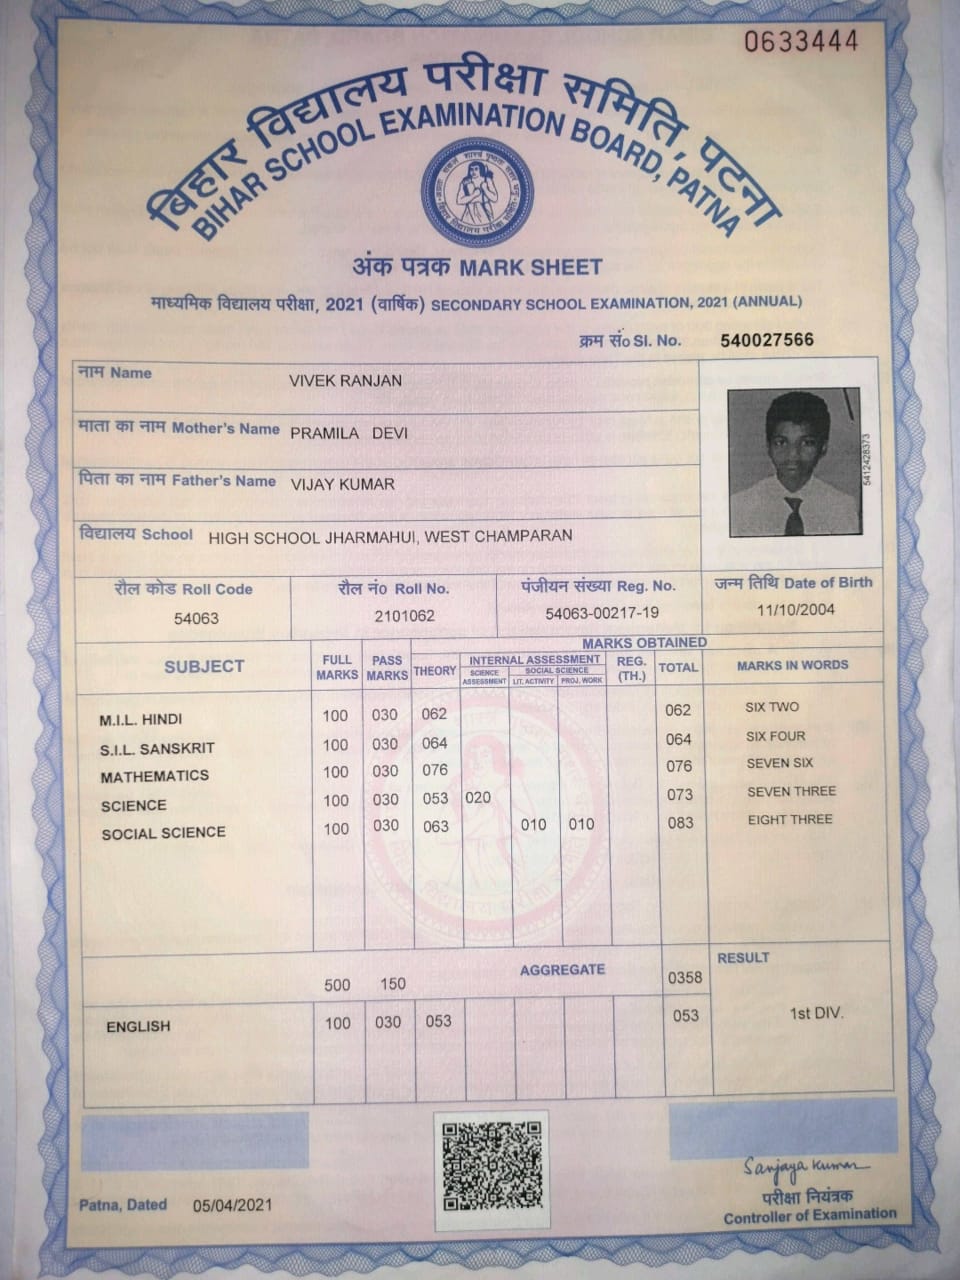 0633444
बिहार विद्यालय परीक्षा समिति, पटना
BIHAR SCHOOL EXAMINATION BOARD, PATNA
अंक पत्रक MARK SHEET
माध्यमिक विद्यालय परीक्षा, 2021 (वार्षिक) SECONDARY SCHOOL EXAMINATION, 2021 (ANNUAL)
क्रम सं० Sl. No. 540027566
नाम Name VIVEK RANJAN
माता का नाम Mother's Name PRAMILA DEVI
पिता का नाम Father's Name VIJAY KUMAR
विद्यालय School HIGH SCHOOL JHARMAHUI, WEST CHAMPARAN
5412428373
रौल कोड Roll Code रौल नं० Roll No. पंजीयन संख्या Reg. No. जन्म तिथि Date of Birth
54063 2101062 54063-00217-19 11/10/2004
MARKS OBTAINED
SUBJECT FULL MARKS PASS MARKS THEORY INTERNAL ASSESSMENT REG. (TH.) TOTAL MARKS IN WORDS
SCIENCE ASSESSMENT SOCIAL SCIENCE
LIT. ACTIVITY PROJ. WORK
M.I.L. HINDI 100 030 062 062 SIX TWO
S.I.L. SANSKRIT 100 030 064 064 SIX FOUR
MATHEMATICS 100 030 076 076 SEVEN SIX
SCIENCE 100 030 053 020 073 SEVEN THREE
SOCIAL SCIENCE 100 030 063 010 010 083 EIGHT THREE
500 150 AGGREGATE 0358 RESULT
ENGLISH 100 030 053 053 1st DIV.
Sanjaya Kumar
Patna, Dated 05/04/2021
परीक्षा नियंत्रक
Controller of Examination